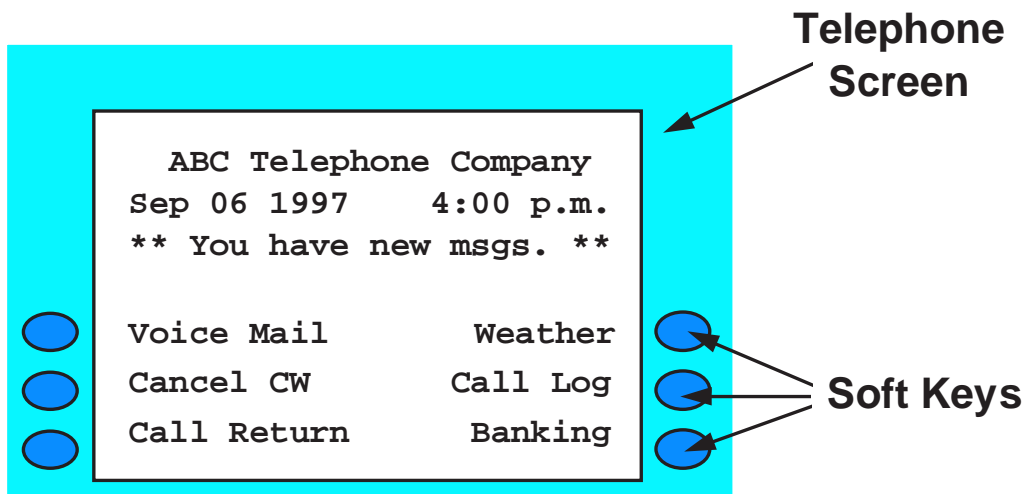 Telephone
Screen
ABC Telephone Company
Sep 06 1997 4:00 p.m.
** You have new msgs. **
Voice Mail Weather
Cancel CW Call Log
Call Return Banking
Soft Keys